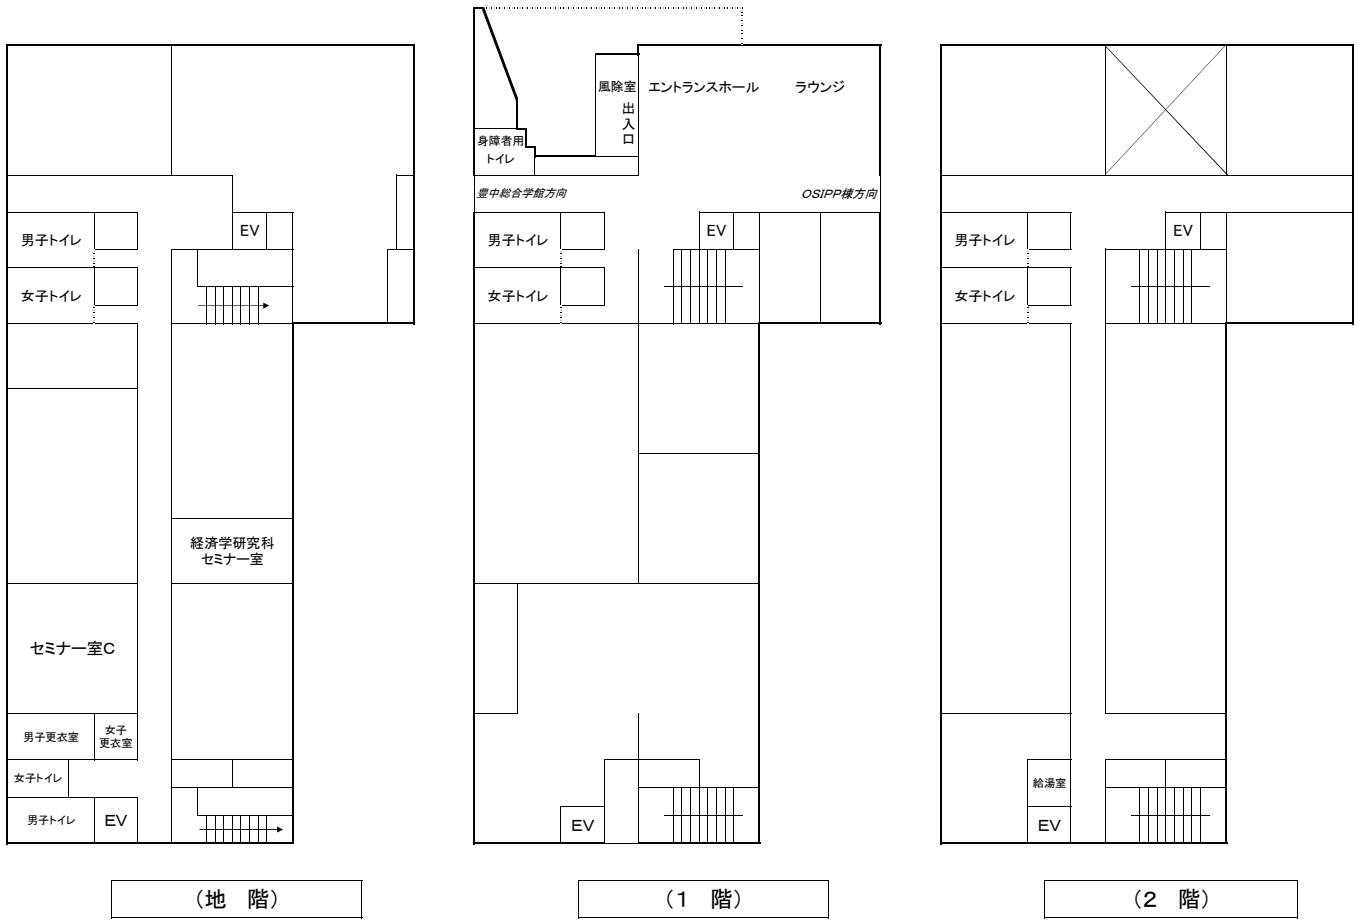 男子トイレ
EV
女子トイレ
経済学研究科
セミナー室
セミナー室C
男子更衣室
女子
更衣室
女子トイレ
男子トイレ
EV
（地　階）
風除室
エントランスホール
ラウンジ
出
入
口
身障者用
トイレ
豊中総合学館方向
OSIPP棟方向
男子トイレ
EV
女子トイレ
EV
（１　階）
男子トイレ
EV
女子トイレ
給湯室
EV
（２　階）